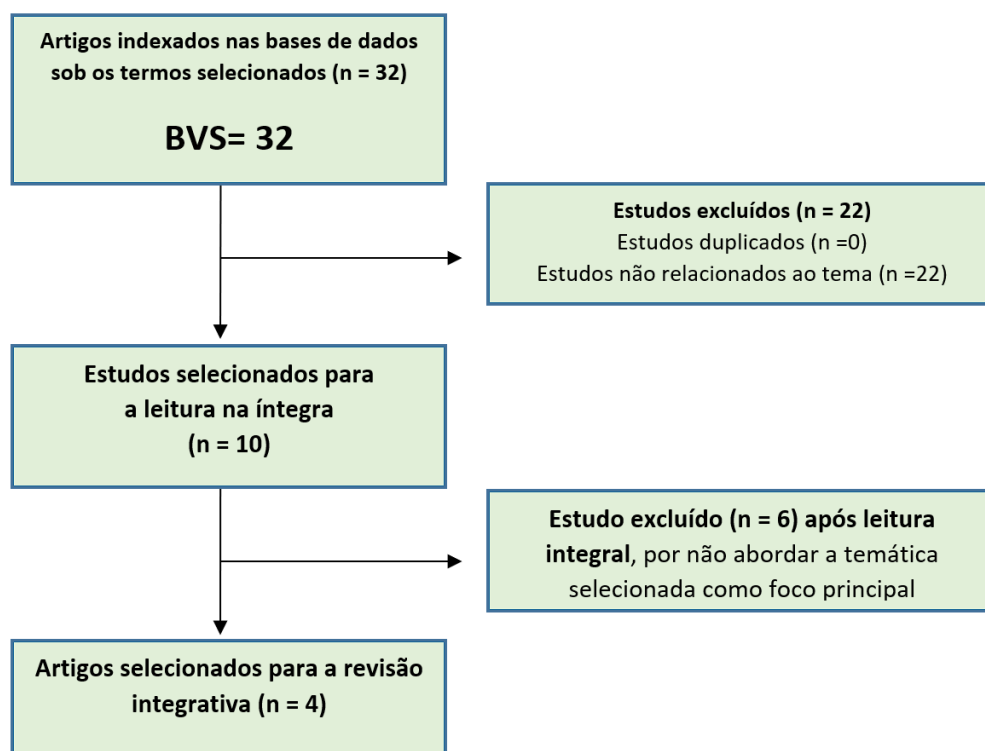 Artigos indexados nas bases de dados
sob os termos selecionados (n = 32)
BVS= 32
Estudos excluídos (n = 22)
Estudos duplicados (n =0)
Estudos não relacionados ao tema (n =22)
Estudos selecionados para
a leitura na íntegra
(n = 10)
Estudo excluído (n = 6) após leitura
integral, por não abordar a temática
selecionada como foco principal
Artigos selecionados para a revisão
integrativa (n = 4)